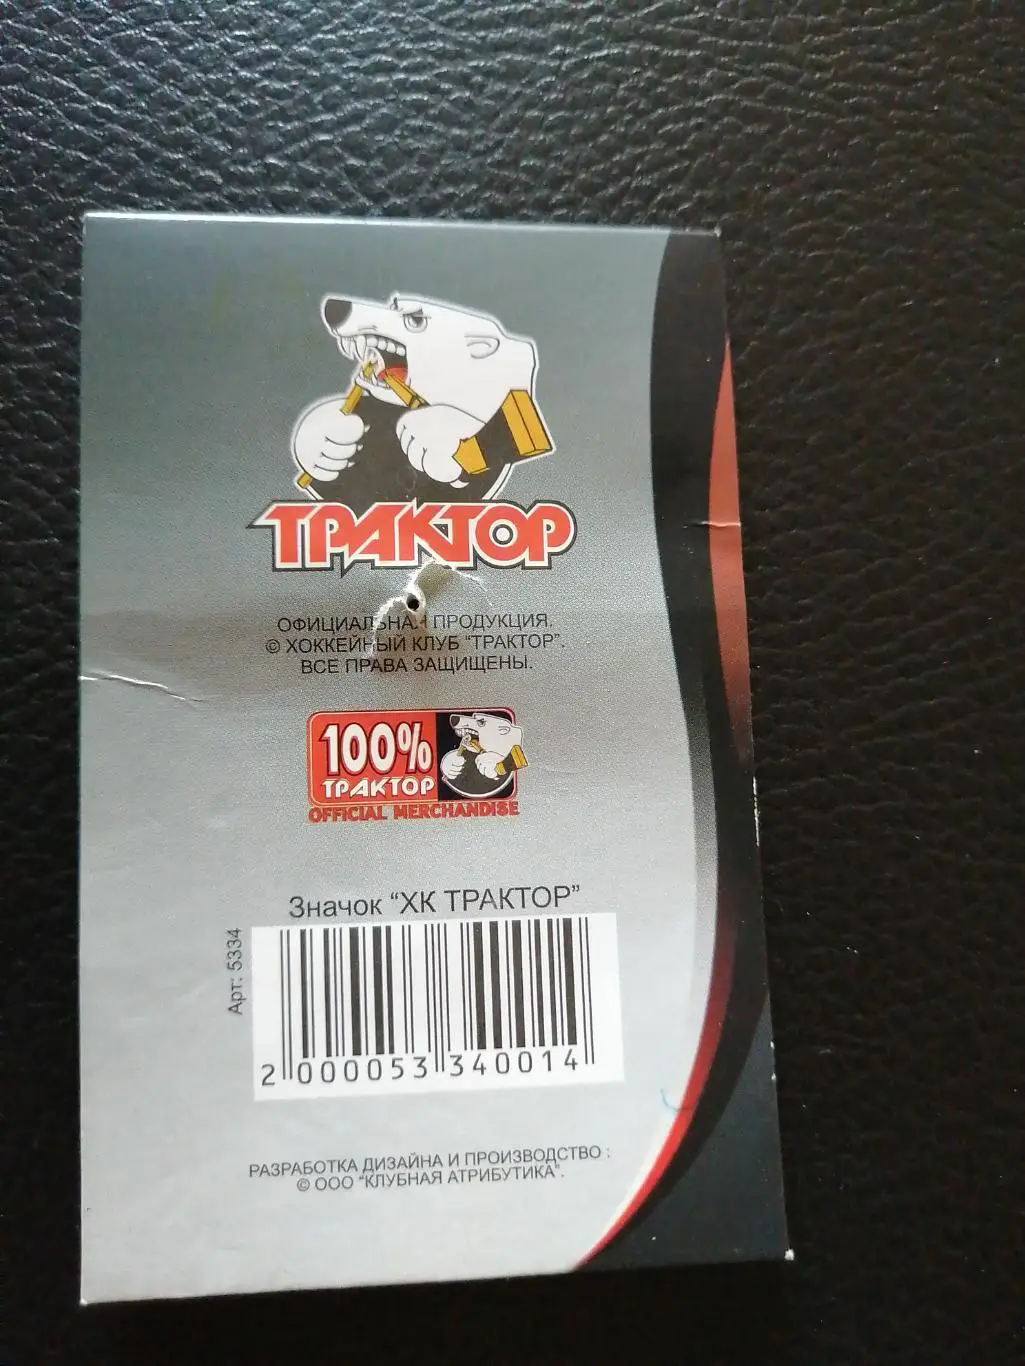 ТРАКТОР
ОФИЦИАЛЬНАЯ ПРОДУКЦИЯ.
© ХОККЕЙНЫЙ КЛУБ "ТРАКТОР".
ВСЕ ПРАВА ЗАЩИЩЕНЫ.
100%
ТРАКТОР
OFFICIAL MERCHANDISE
Значок "ХК ТРАКТОР"
Арт: 5334
2 000053 340014
РАЗРАБОТКА ДИЗАЙНА И ПРОИЗВОДСТВО :
© ООО "КЛУБНАЯ АТРИБУТИКА".